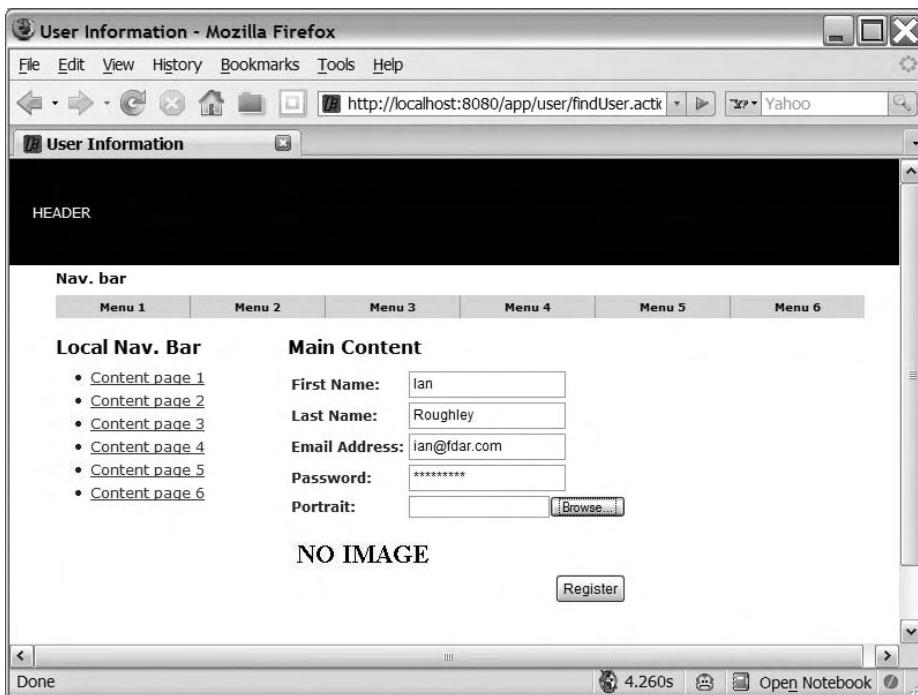 User Information - Mozilla Firefox
File Edit View History Bookmarks Tools Help
http://localhost:8080/app/user/findUser.actic Yahoo
User Information
HEADER
Nav. bar
Menu 1 Menu 2 Menu 3 Menu 4 Menu 5 Menu 6
Local Nav. Bar
Content page 1
Content page 2
Content page 3
Content page 4
Content page 5
Content page 6
Main Content
First Name: Ian
Last Name: Roughley
Email Address: ian@fdar.com
Password: *********
Portrait: Browse...
NO IMAGE
Register
Done 4.260s Open Notebook